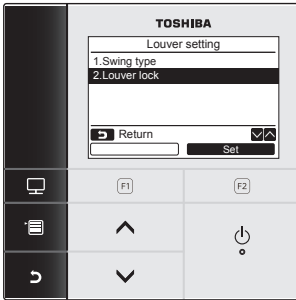 TOSHIBA
Louver setting
1.Swing type
2.Louver lock
Return
Set
F1
F2